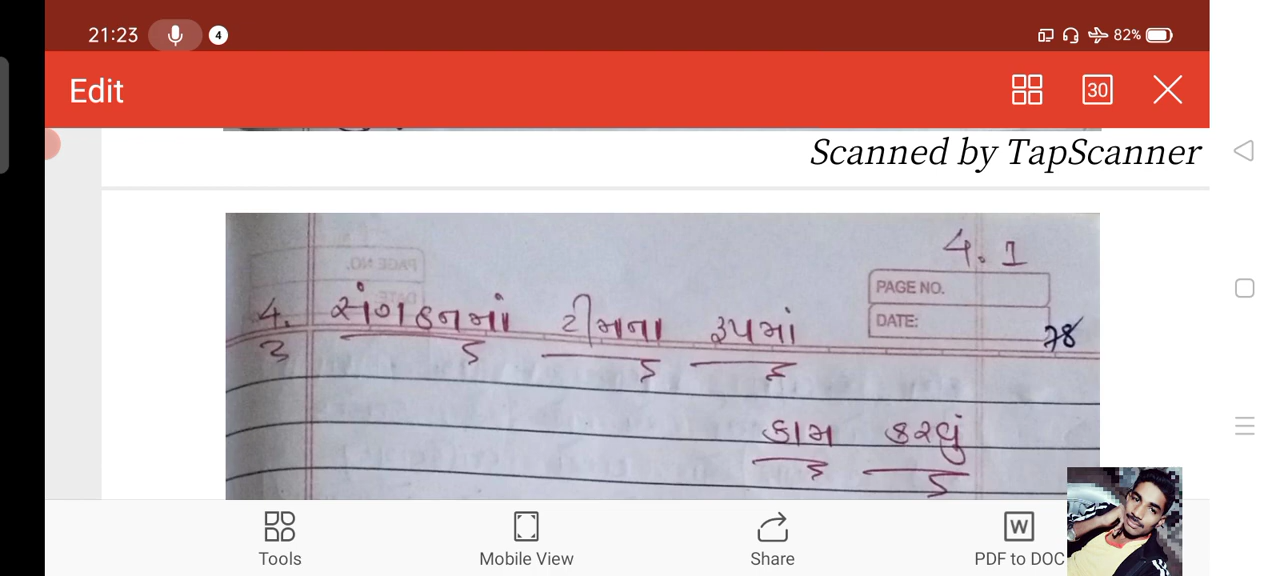 21:23 4 82%
Edit 30
Scanned by TapScanner
4.1
PAGE NO.
DATE:
78
4. સંગઠનમાં ટીમના રૂપમાં
કામ કરવું
Tools Mobile View Share PDF to DOC